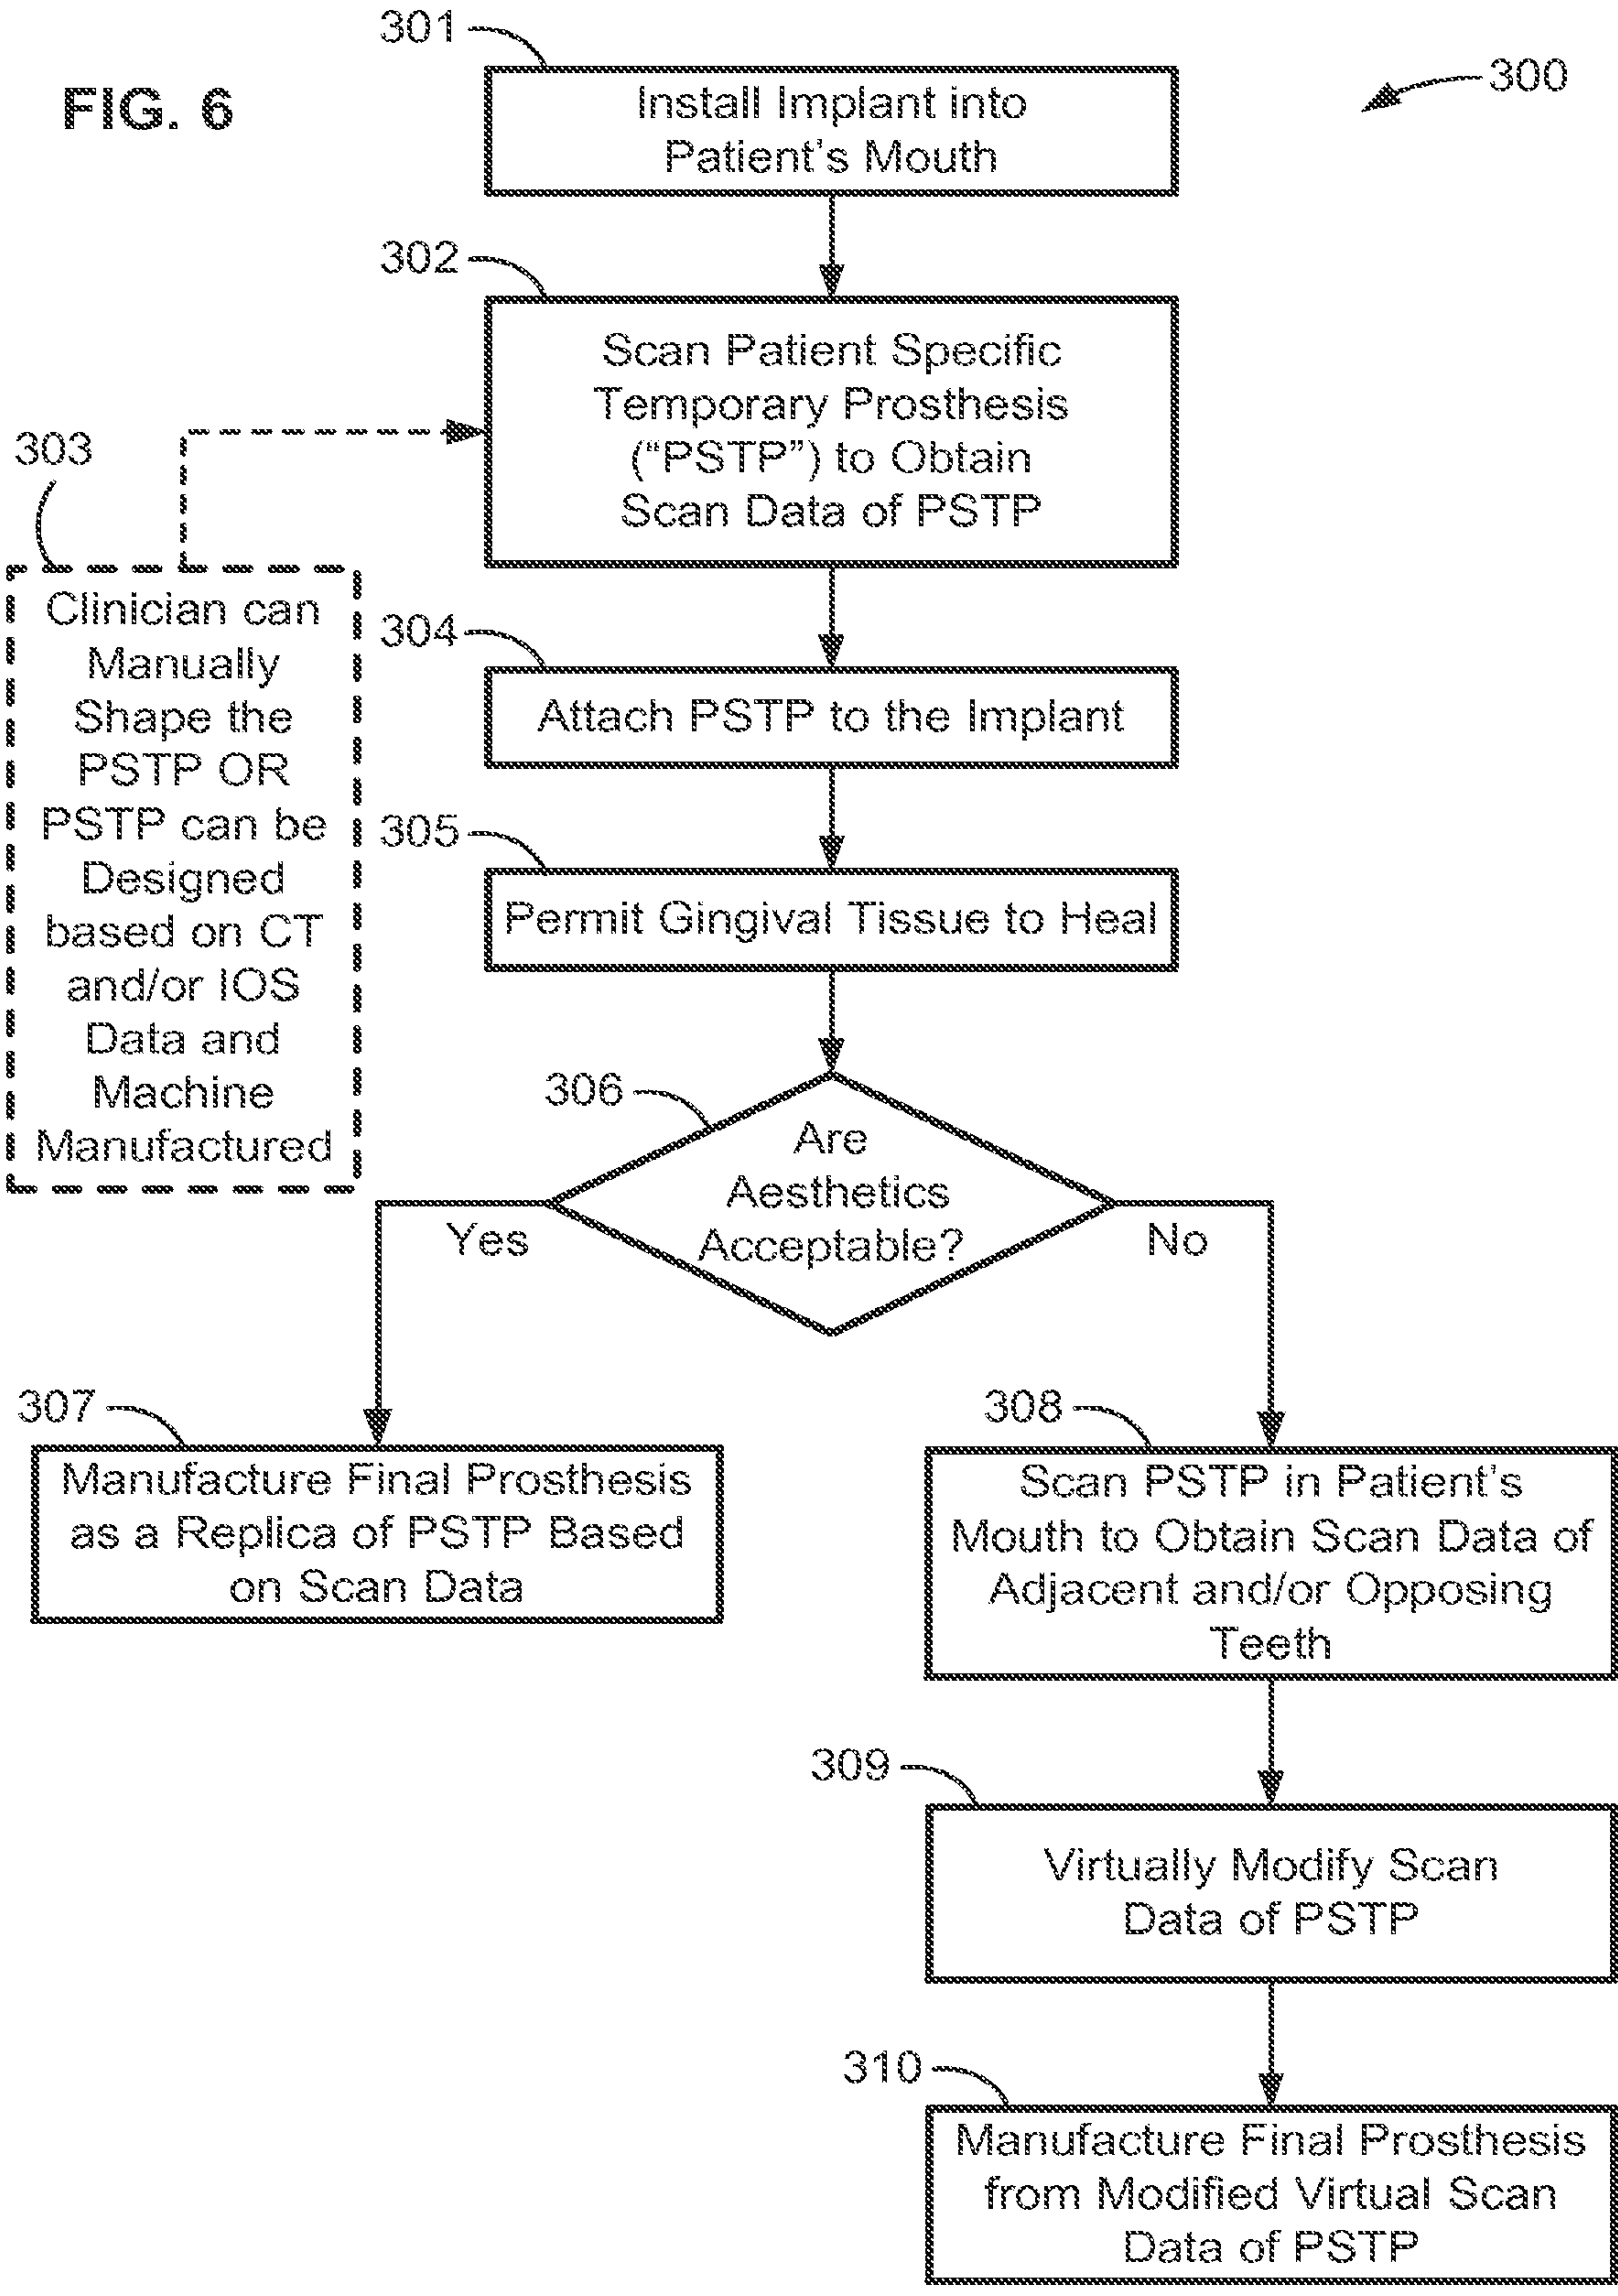 FIG. 6
300
301
Install Implant into
Patient's Mouth
302
Scan Patient Specific
Temporary Prosthesis
(“PSTP”) to Obtain
Scan Data of PSTP
303
Clinician can
Manually
Shape the
PSTP OR
PSTP can be
Designed
based on CT
and/or IOS
Data and
Machine
Manufactured
304
Attach PSTP to the Implant
305
Permit Gingival Tissue to Heal
306
Are
Aesthetics
Acceptable?
Yes
No
307
Manufacture Final Prosthesis
as a Replica of PSTP Based
on Scan Data
308
Scan PSTP in Patient's
Mouth to Obtain Scan Data of
Adjacent and/or Opposing
Teeth
309
Virtually Modify Scan
Data of PSTP
310
Manufacture Final Prosthesis
from Modified Virtual Scan
Data of PSTP